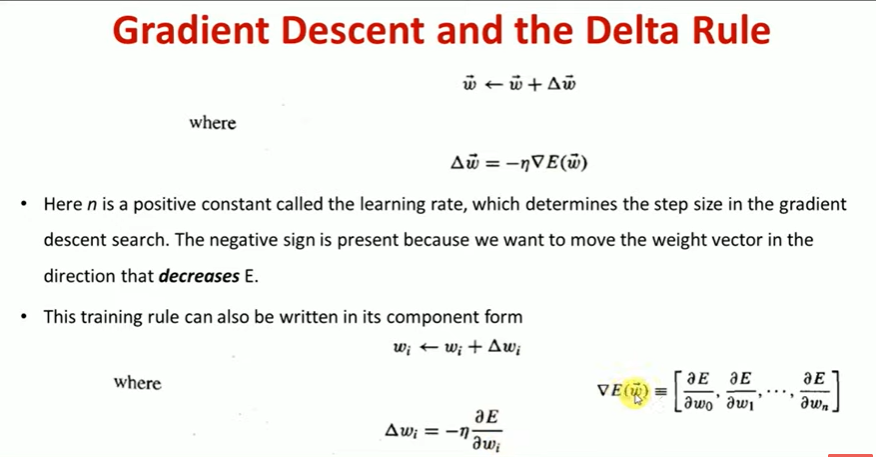 Gradient Descent and the Delta Rule
w⃗ ← w⃗ + Δw⃗
where
Δw⃗ = −η∇E(w⃗)
• Here n is a positive constant called the learning rate, which determines the step size in the gradient
descent search. The negative sign is present because we want to move the weight vector in the
direction that decreases E.
• This training rule can also be written in its component form
wᵢ ← wᵢ + Δwᵢ
where
∇E(w⃗) ≡ [∂E/∂w₀, ∂E/∂w₁, ⋯, ∂E/∂wₙ]
Δwᵢ = −η ∂E/∂wᵢ